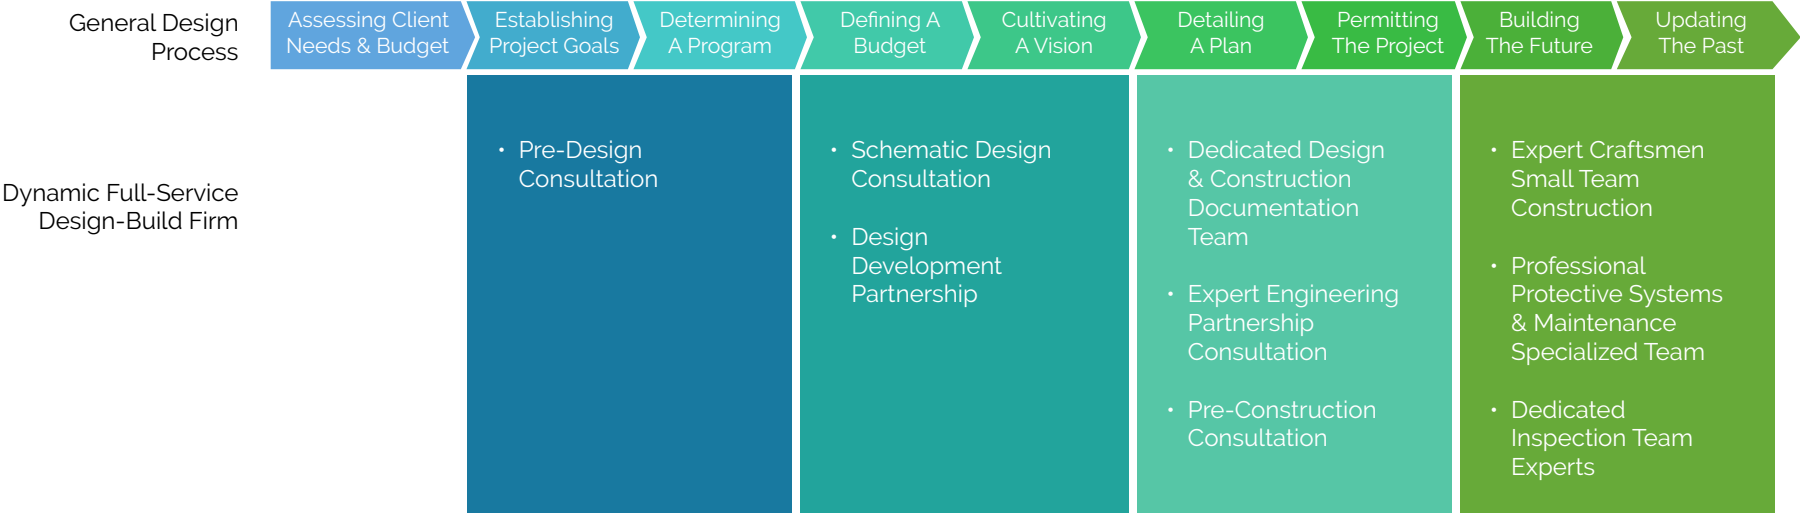 General Design
Process
Assessing Client
Needs & Budget
Establishing
Project Goals
Determining
A Program
Defining A
Budget
Cultivating
A Vision
Detailing
A Plan
Permitting
The Project
Building
The Future
Updating
The Past
Dynamic Full-Service
Design-Build Firm
• Pre-Design
Consultation
• Schematic Design
Consultation
• Design
Development
Partnership
• Dedicated Design
& Construction
Documentation
Team
• Expert Engineering
Partnership
Consultation
• Pre-Construction
Consultation
• Expert Craftsmen
Small Team
Construction
• Professional
Protective Systems
& Maintenance
Specialized Team
• Dedicated
Inspection Team
Experts